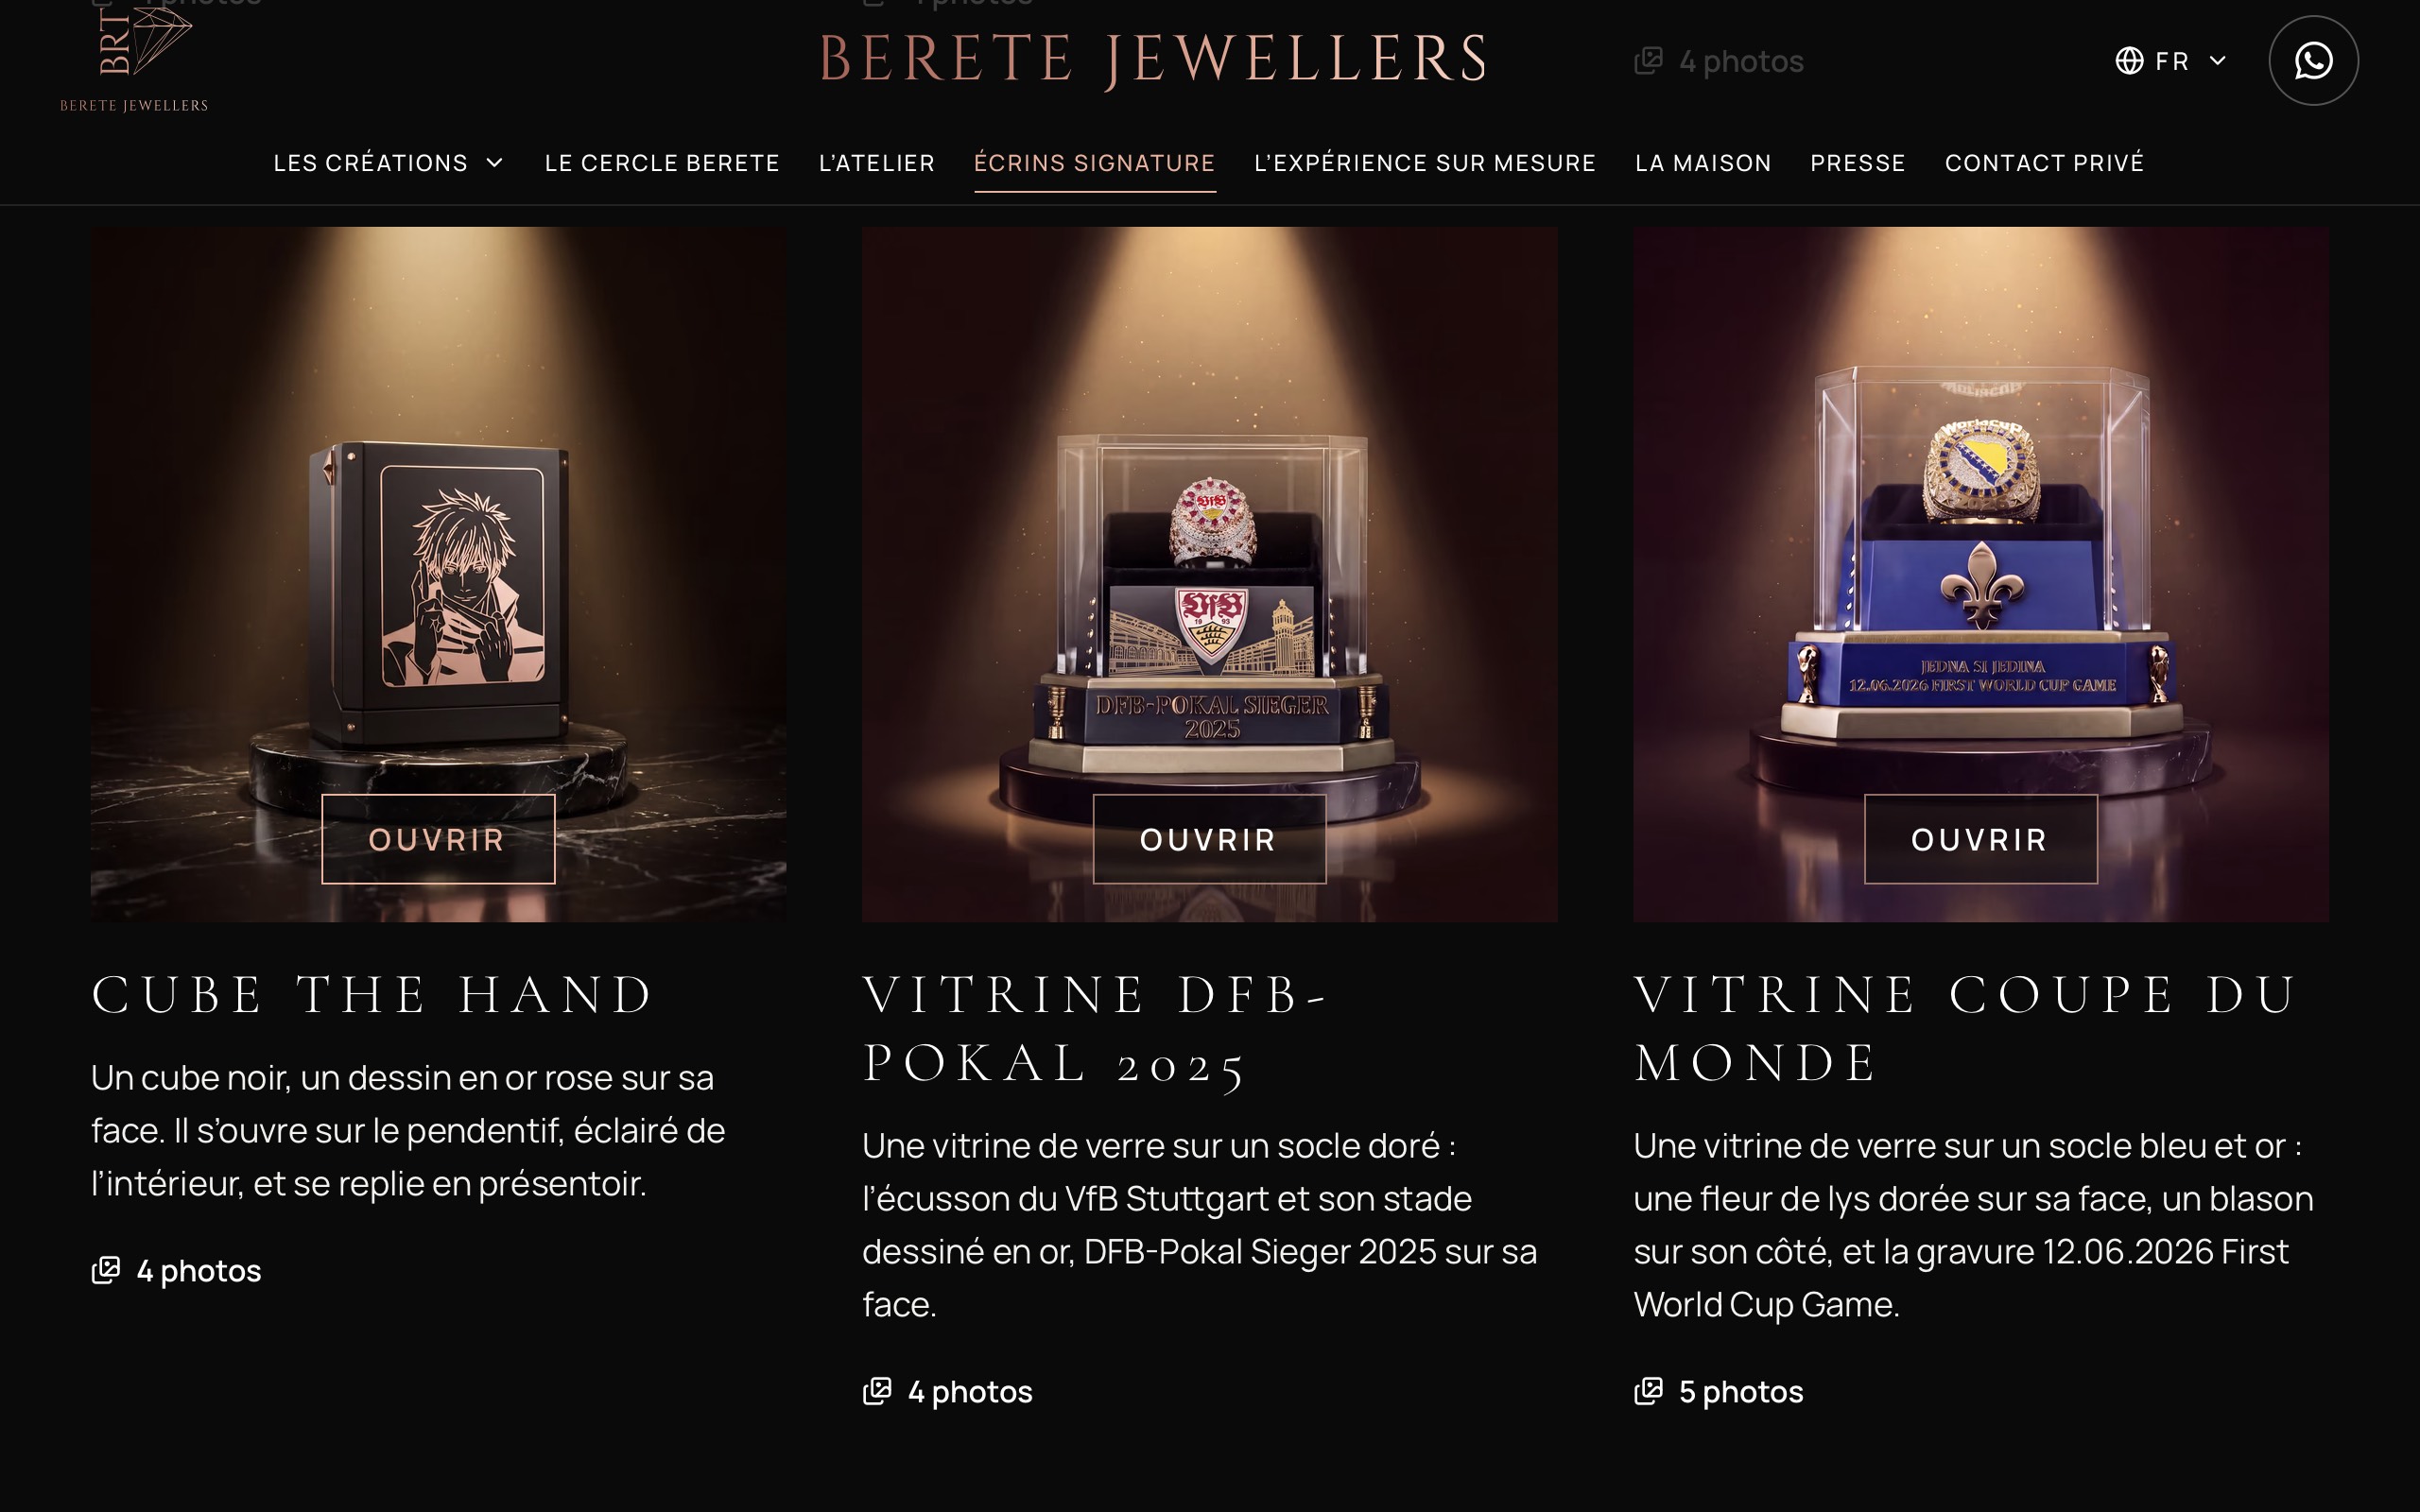 4 photos
4 photos
BRT
BERETE JEWELLERS
BERETE JEWELLERS
4 photos
FR
LES CRÉATIONS
LE CERCLE BERETE
L’ATELIER
ÉCRINS SIGNATURE
L’EXPÉRIENCE SUR MESURE
LA MAISON
PRESSE
CONTACT PRIVÉ
OUVRIR
VfB
VfB
19 93
DFB-POKAL SIEGER
2025
OUVRIR
WorldCup
JEDNA SI JEDINA
12.06.2026 FIRST WORLD CUP GAME
OUVRIR
CUBE THE HAND
Un cube noir, un dessin en or rose sur sa
face. Il s’ouvre sur le pendentif, éclairé de
l’intérieur, et se replie en présentoir.
4 photos
VITRINE DFB-
POKAL 2025
Une vitrine de verre sur un socle doré :
l’écusson du VfB Stuttgart et son stade
dessiné en or, DFB-Pokal Sieger 2025 sur sa
face.
4 photos
VITRINE COUPE DU
MONDE
Une vitrine de verre sur un socle bleu et or :
une fleur de lys dorée sur sa face, un blason
sur son côté, et la gravure 12.06.2026 First
World Cup Game.
5 photos